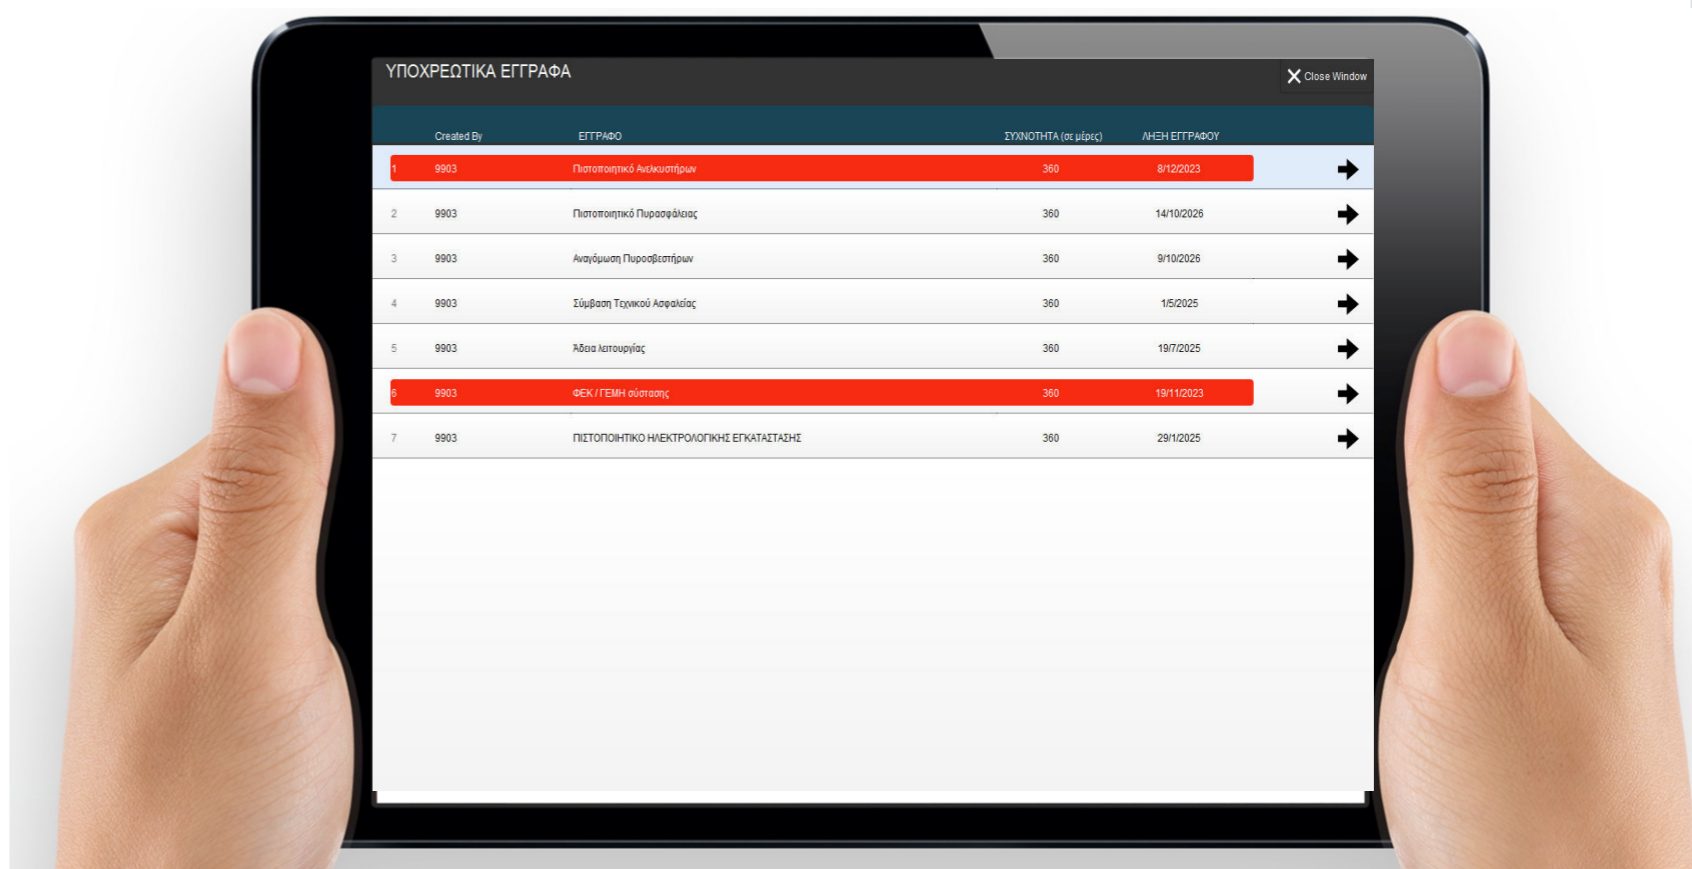 ΥΠΟΧΡΕΩΤΙΚΑ ΕΓΓΡΑΦΑ
Close Window
Created By ΕΓΓΡΑΦΟ ΣΥΧΝΟΤΗΤΑ (σε μέρες) ΛΗΞΗ ΕΓΓΡΑΦΟΥ
1 9903 Πιστοποιητικό Ανελκυστήρων 360 8/12/2023
2 9903 Πιστοποιητικό Πυρασφάλειας 360 14/10/2026
3 9903 Αναγόμωση Πυροσβεστήρων 360 9/10/2026
4 9903 Σύμβαση Τεχνικού Ασφαλείας 360 1/5/2025
5 9903 Άδεια λειτουργίας 360 19/7/2025
6 9903 ΦΕΚ / ΓΕΜΗ σύστασης 360 19/11/2023
7 9903 ΠΙΣΤΟΠΟΙΗΤΙΚΟ ΗΛΕΚΤΡΟΛΟΓΙΚΗΣ ΕΓΚΑΤΑΣΤΑΣΗΣ 360 29/1/2025